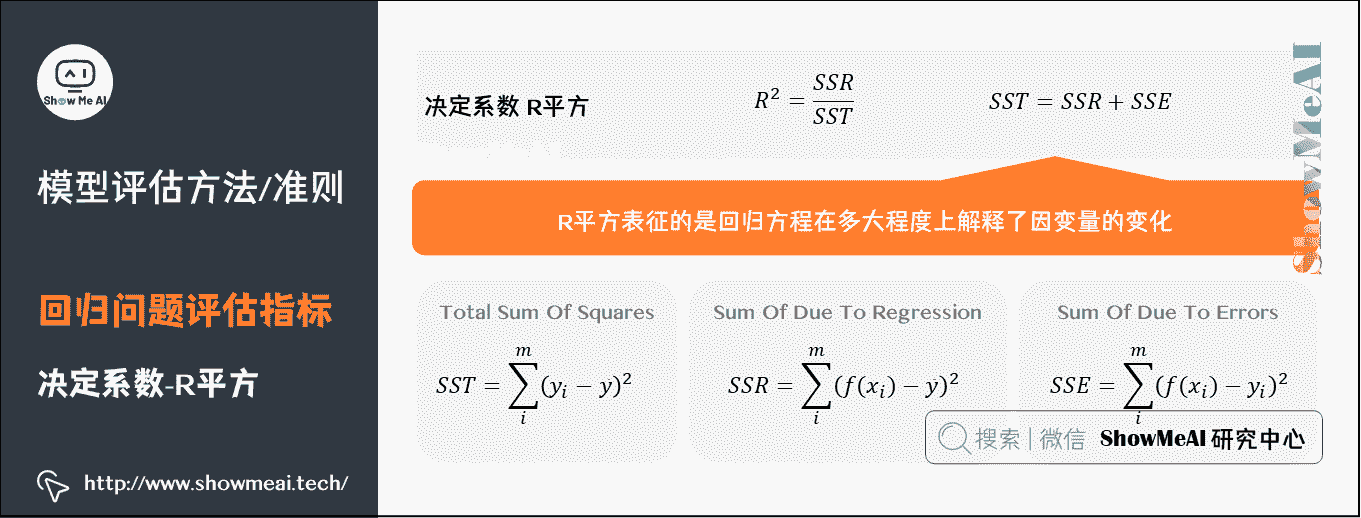 Show Me AI
模型评估方法/准则
回归问题评估指标
决定系数-R平方
http://www.showmeai.tech/
决定系数 R平方
R² = SSR/SST
SST = SSR + SSE
R平方表征的是回归方程在多大程度上解释了因变量的变化
Total Sum Of Squares
SST = ∑_i^m (y_i − y)²
Sum Of Due To Regression
SSR = ∑_i^m (f(x_i) − y)²
Sum Of Due To Errors
SSE = ∑_i^m (f(x_i) − y_i)²
搜索 | 微信 ShowMeAI 研究中心
ShowMeAI